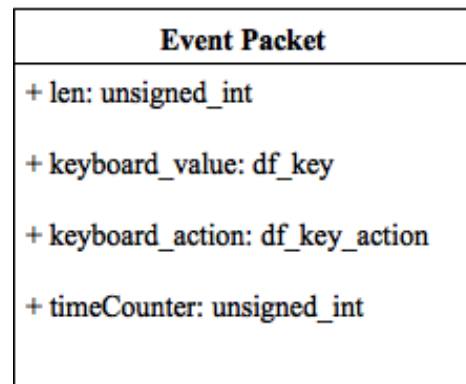 Event Packet
+ len: unsigned_int
+ keyboard_value: df_key
+ keyboard_action: df_key_action
+ timeCounter: unsigned_int